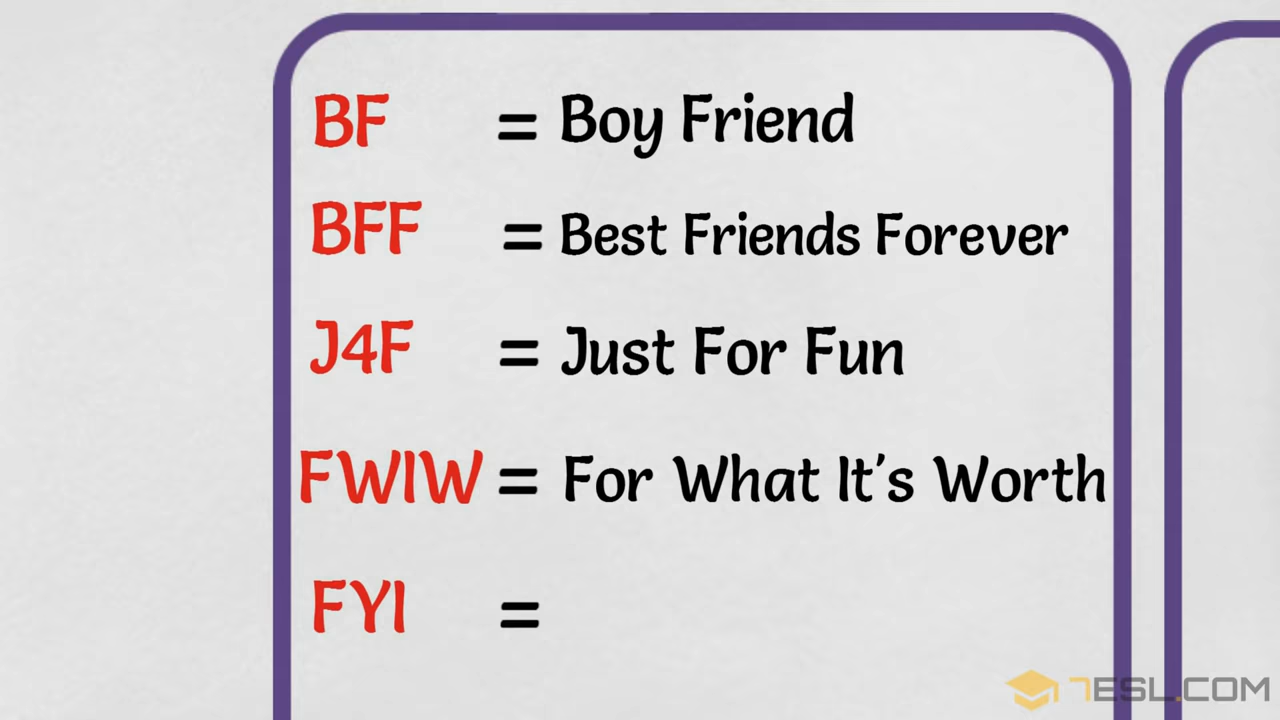 BF = Boy Friend
BFF = Best Friends Forever
J4F = Just For Fun
FWIW = For What It's Worth
FYI =
7ESL.COM